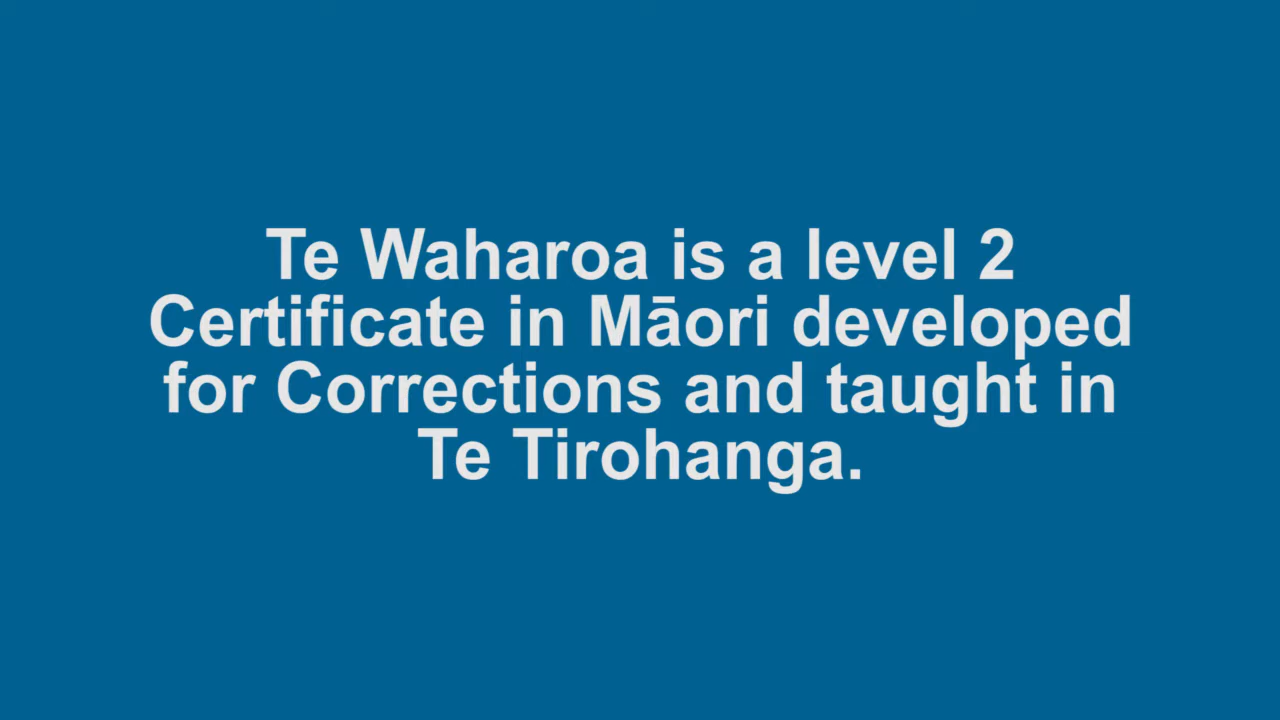 Te Waharoa is a level 2
Certificate in Māori developed
for Corrections and taught in
Te Tirohanga.